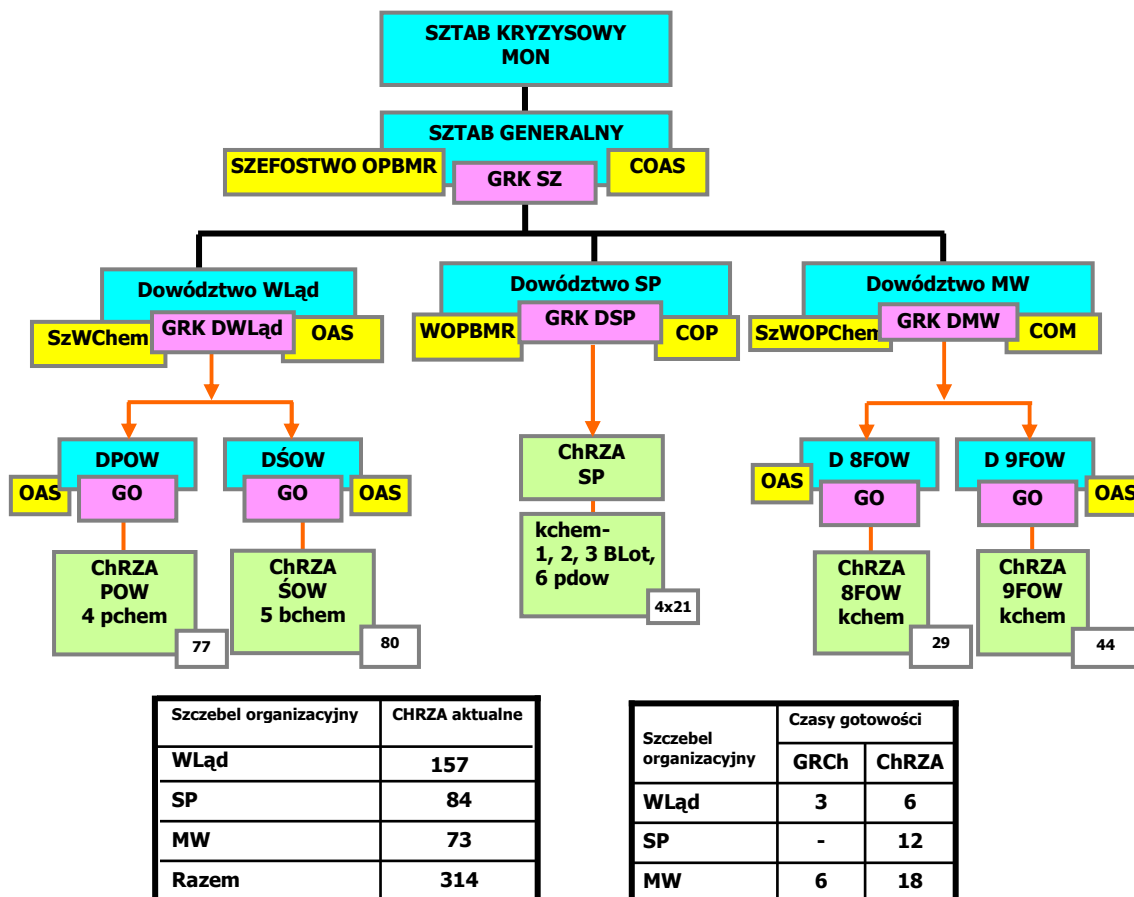 SZTAB KRYZYSOWY
MON
SZTAB GENERALNY
SZEFOSTWO OPBMR
COAS
GRK SZ
Dowództwo WLąd
SzWChem
GRK DWLąd
OAS
Dowództwo SP
WOPBMR
GRK DSP
COP
Dowództwo MW
SzWOPChem
GRK DMW
COM
DPOW
OAS
GO
DŚOW
GO
OAS
ChRZA
SP
D 8FOW
OAS
GO
D 9FOW
GO
OAS
ChRZA
POW
4 pchem
77
ChRZA
ŚOW
5 bchem
80
kchem-
1, 2, 3 BLot,
6 pdow
4x21
ChRZA
8FOW
kchem
29
ChRZA
9FOW
kchem
44
Szczebel organizacyjny CHRZA aktualne
WLąd 157
SP 84
MW 73
Razem 314
Szczebel
organizacyjny
Czasy gotowości
GRCh ChRZA
WLąd 3 6
SP - 12
MW 6 18